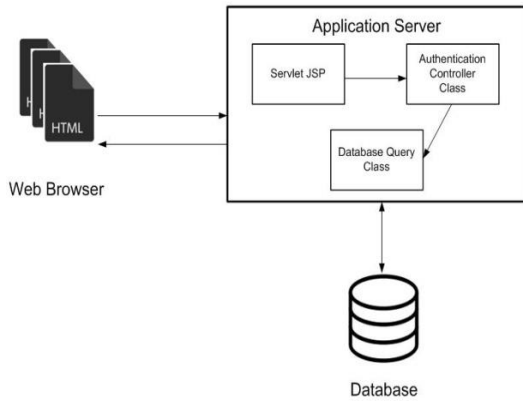 Application Server
Servlet JSP
Authentication
Controller
Class
Database Query
Class
HTML
Web Browser
Database